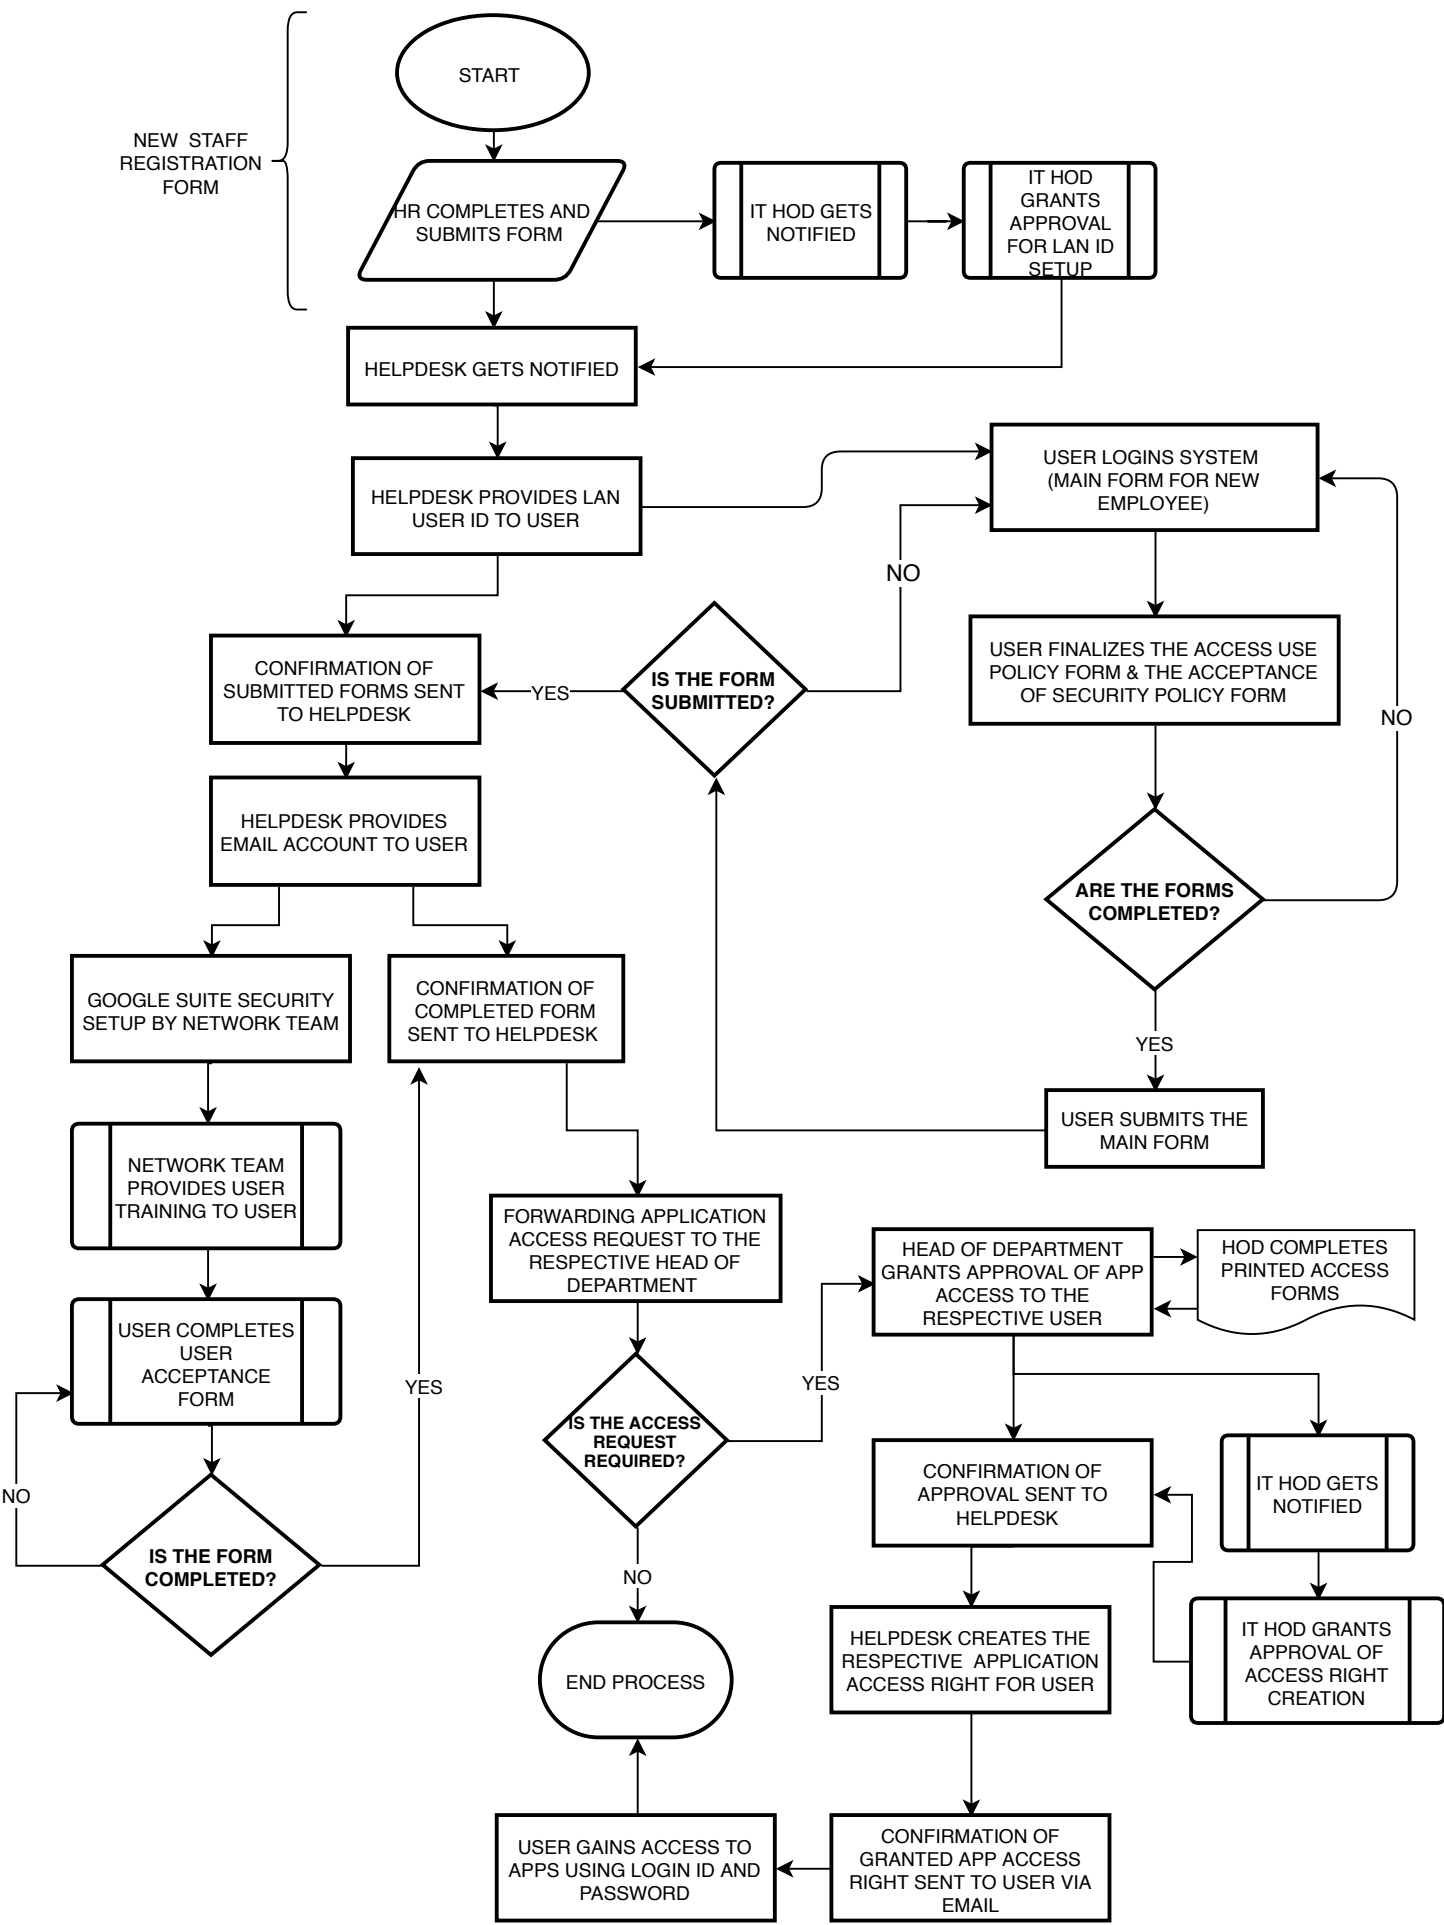 START
NEW STAFF
REGISTRATION
FORM
HR COMPLETES AND
SUBMITS FORM
IT HOD GETS
NOTIFIED
IT HOD
GRANTS
APPROVAL
FOR LAN ID
SETUP
HELPDESK GETS NOTIFIED
HELPDESK PROVIDES LAN
USER ID TO USER
USER LOGINS SYSTEM
(MAIN FORM FOR NEW
EMPLOYEE)
NO
CONFIRMATION OF
SUBMITTED FORMS SENT
TO HELPDESK
YES
IS THE FORM
SUBMITTED?
USER FINALIZES THE ACCESS USE
POLICY FORM & THE ACCEPTANCE
OF SECURITY POLICY FORM
NO
HELPDESK PROVIDES
EMAIL ACCOUNT TO USER
ARE THE FORMS
COMPLETED?
GOOGLE SUITE SECURITY
SETUP BY NETWORK TEAM
CONFIRMATION OF
COMPLETED FORM
SENT TO HELPDESK
YES
USER SUBMITS THE
MAIN FORM
NETWORK TEAM
PROVIDES USER
TRAINING TO USER
FORWARDING APPLICATION
ACCESS REQUEST TO THE
RESPECTIVE HEAD OF
DEPARTMENT
HEAD OF DEPARTMENT
GRANTS APPROVAL OF APP
ACCESS TO THE
RESPECTIVE USER
HOD COMPLETES
PRINTED ACCESS
FORMS
USER COMPLETES
USER
ACCEPTANCE
FORM
YES
YES
IS THE ACCESS
REQUEST
REQUIRED?
CONFIRMATION OF
APPROVAL SENT TO
HELPDESK
IT HOD GETS
NOTIFIED
NO
IS THE FORM
COMPLETED?
NO
END PROCESS
HELPDESK CREATES THE
RESPECTIVE APPLICATION
ACCESS RIGHT FOR USER
IT HOD GRANTS
APPROVAL OF
ACCESS RIGHT
CREATION
USER GAINS ACCESS TO
APPS USING LOGIN ID AND
PASSWORD
CONFIRMATION OF
GRANTED APP ACCESS
RIGHT SENT TO USER VIA
EMAIL